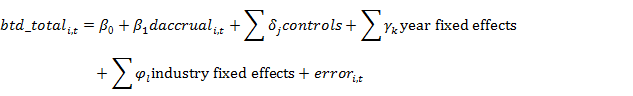 btd_total_{i,t} = β_0 + β_1 daccrual_{i,t} + ∑ δ_j controls + ∑ γ_k year fixed effects
+ ∑ φ_l industry fixed effects + error_{i,t}